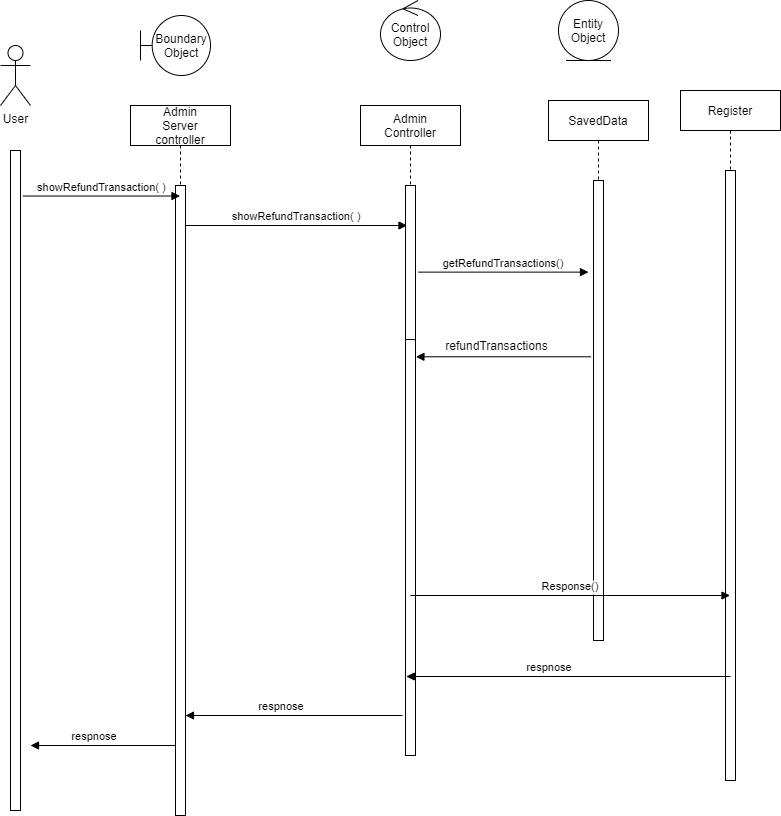 Boundary
Object
Control
Object
Entity
Object
User
Admin
Server
controller
Admin
Controller
SavedData
Register
showRefundTransaction( )
showRefundTransaction( )
getRefundTransactions()
refundTransactions
Response()
respnose
respnose
respnose